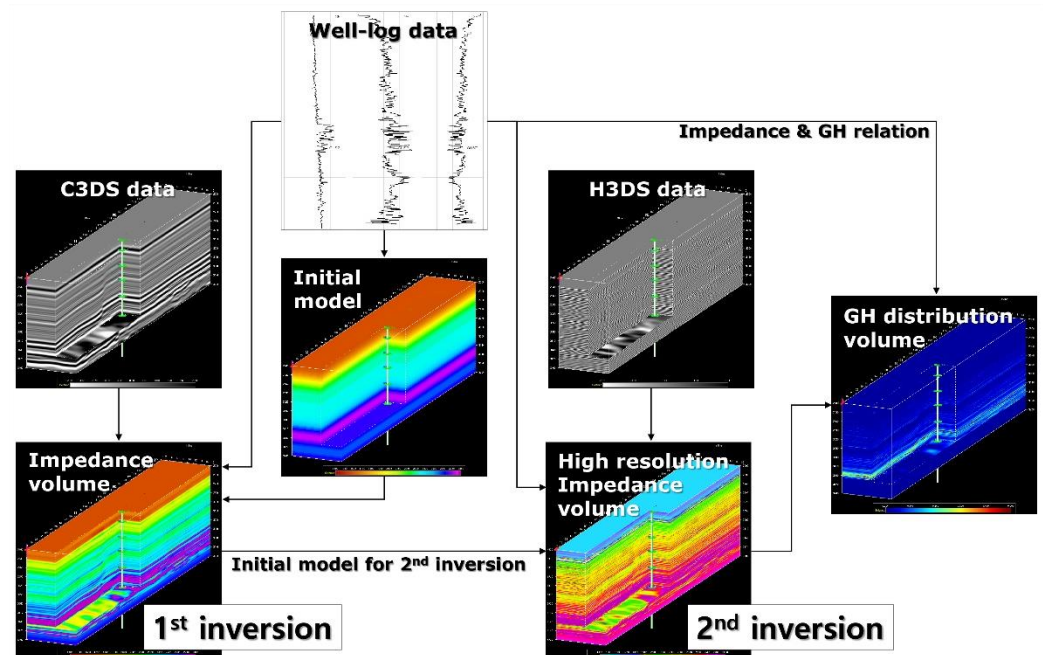 Well-log data
Impedance & GH relation
C3DS data
H3DS data
Initial
model
GH distribution
volume
Impedance
volume
High resolution
Impedance
volume
Initial model for 2nd inversion
1st inversion
2nd inversion